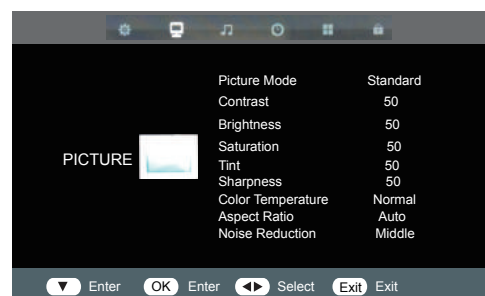 Picture Mode Standard
Contrast 50
Brightness 50
Saturation 50
PICTURE
Tint 50
Sharpness 50
Color Temperature Normal
Aspect Ratio Auto
Noise Reduction Middle
Enter OK Enter Select Exit Exit